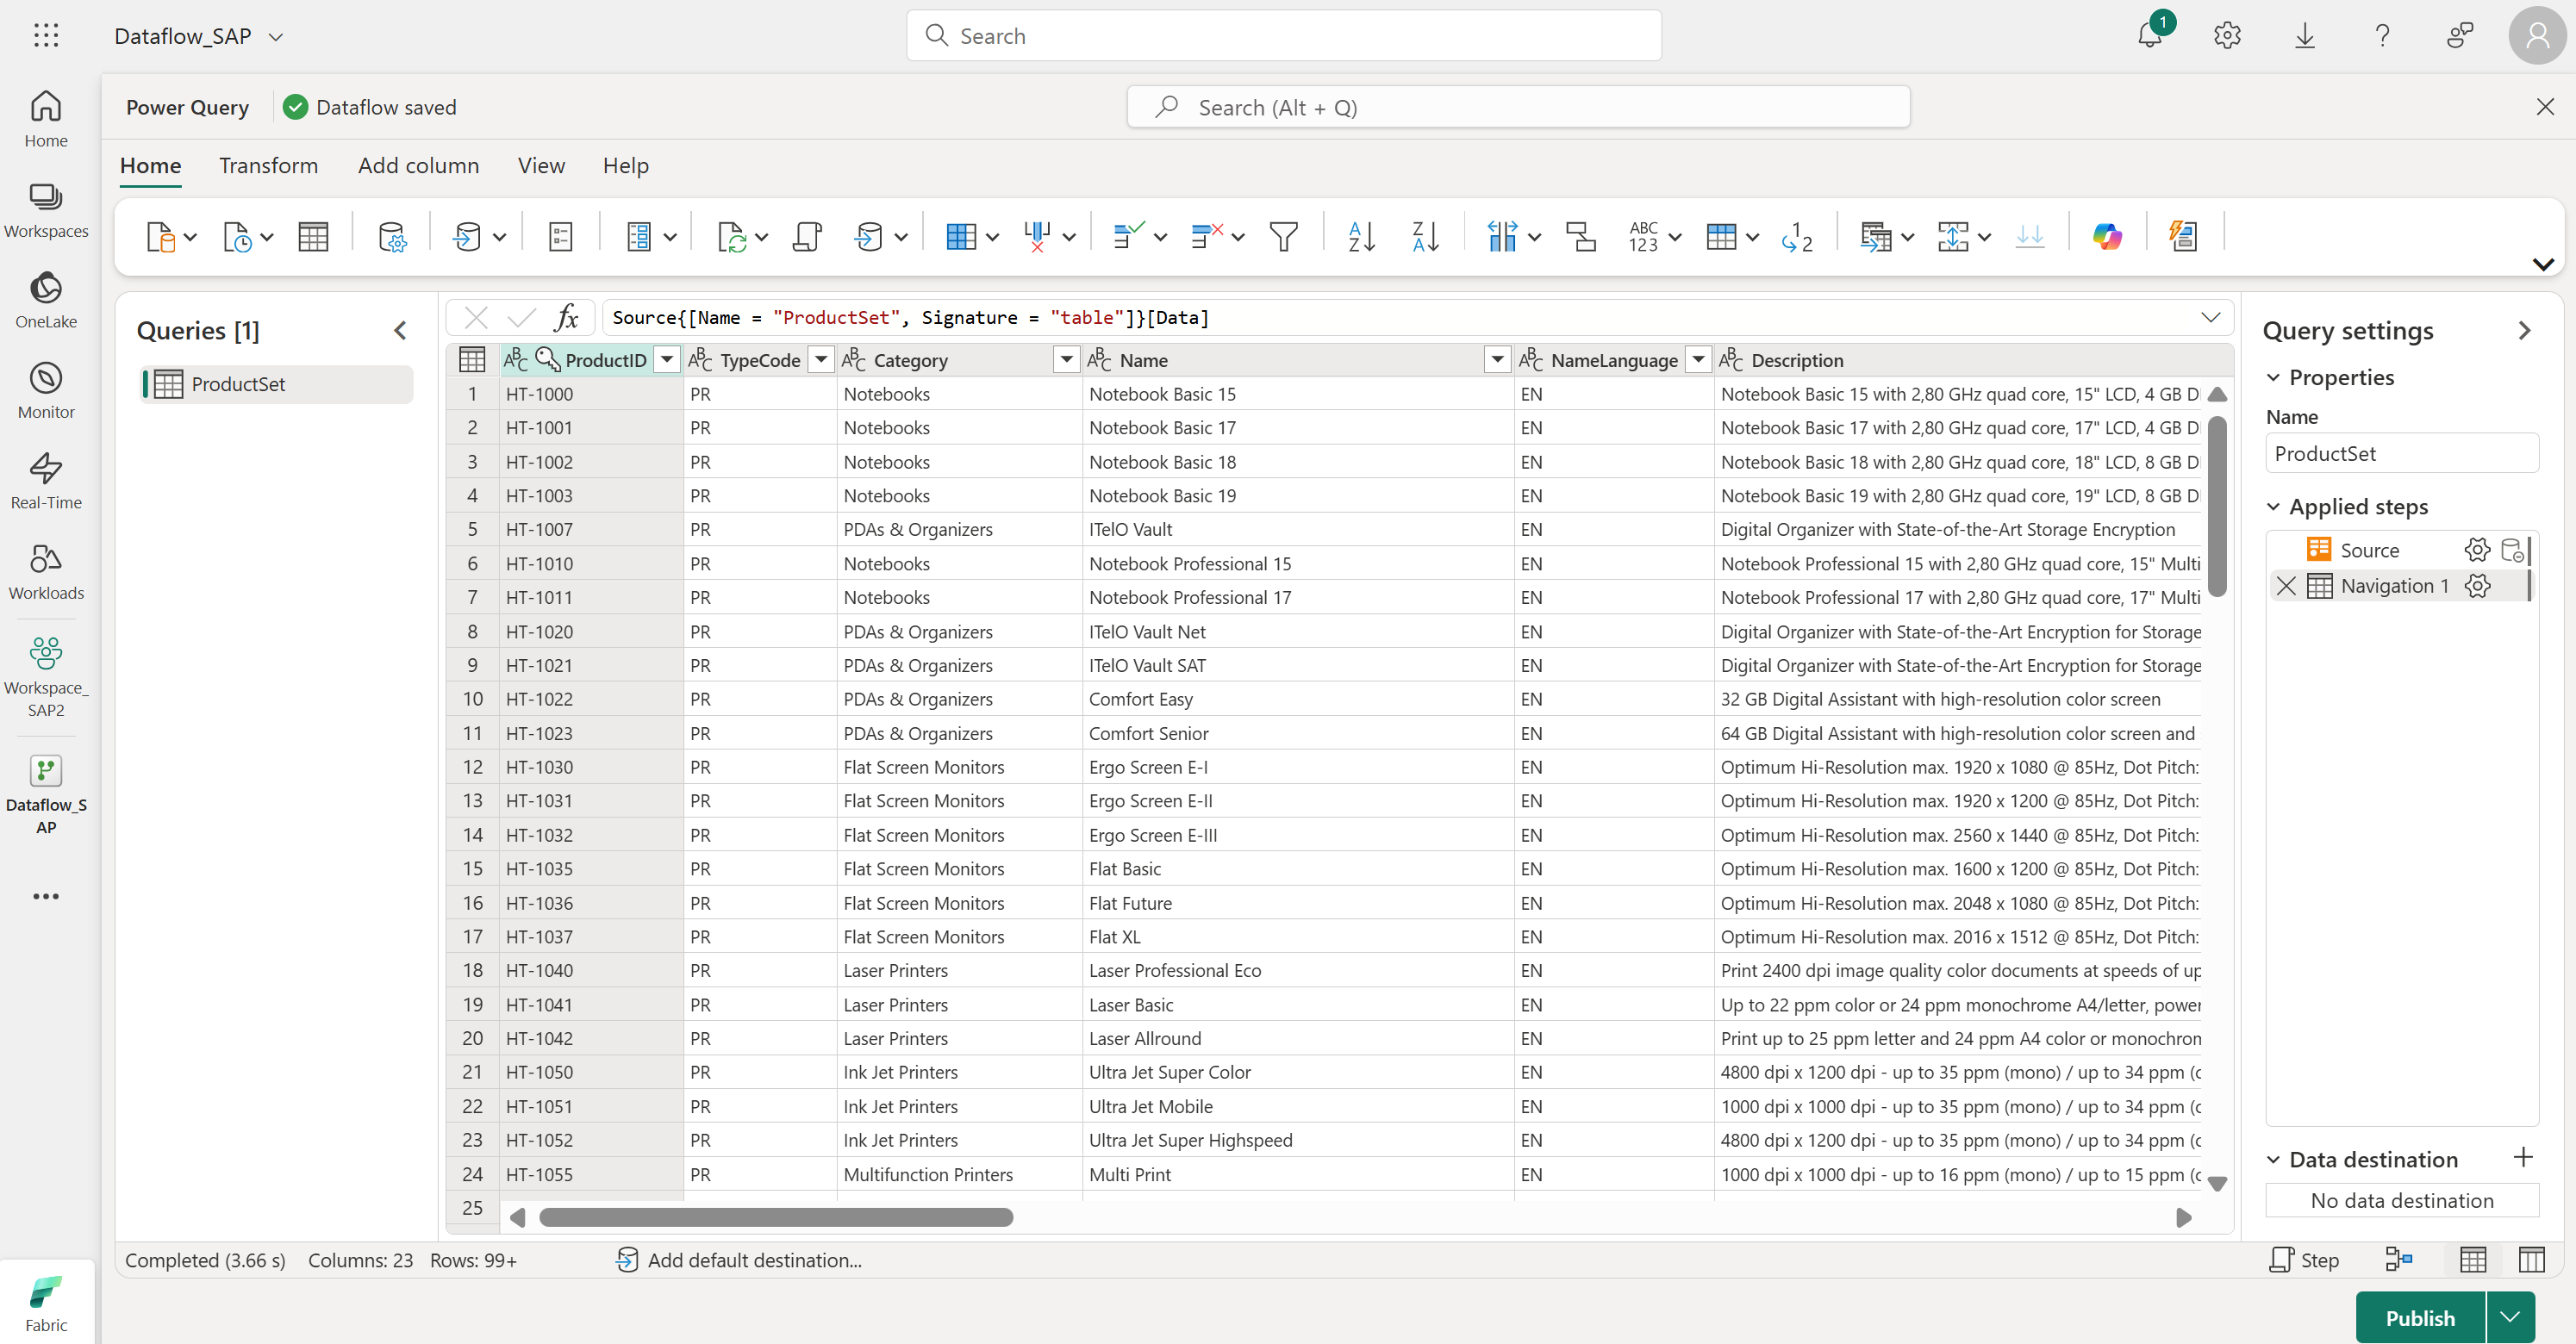 Dataflow_SAP
Search
1
Home
Workspaces
OneLake
Monitor
Real-Time
Workloads
Workspace_
SAP2
Dataflow_S
AP
Fabric
Power Query
Dataflow saved
Search (Alt + Q)
Home Transform Add column View Help
A
Z
Z
A
ABC
123
1
2
Queries [1]
ProductSet
fx Source{[Name = "ProductSet", Signature = "table"]}[Data]
ABC ProductID ABC TypeCode ABC Category ABC Name ABC NameLanguage ABC Description
1 HT-1000 PR Notebooks Notebook Basic 15 EN Notebook Basic 15 with 2,80 GHz quad core, 15" LCD, 4 GB D
2 HT-1001 PR Notebooks Notebook Basic 17 EN Notebook Basic 17 with 2,80 GHz quad core, 17" LCD, 4 GB D
3 HT-1002 PR Notebooks Notebook Basic 18 EN Notebook Basic 18 with 2,80 GHz quad core, 18" LCD, 8 GB D
4 HT-1003 PR Notebooks Notebook Basic 19 EN Notebook Basic 19 with 2,80 GHz quad core, 19" LCD, 8 GB D
5 HT-1007 PR PDAs & Organizers ITelO Vault EN Digital Organizer with State-of-the-Art Storage Encryption
6 HT-1010 PR Notebooks Notebook Professional 15 EN Notebook Professional 15 with 2,80 GHz quad core, 15" Multi
7 HT-1011 PR Notebooks Notebook Professional 17 EN Notebook Professional 17 with 2,80 GHz quad core, 17" Multi
8 HT-1020 PR PDAs & Organizers ITelO Vault Net EN Digital Organizer with State-of-the-Art Encryption for Storage
9 HT-1021 PR PDAs & Organizers ITelO Vault SAT EN Digital Organizer with State-of-the-Art Encryption for Storage
10 HT-1022 PR PDAs & Organizers Comfort Easy EN 32 GB Digital Assistant with high-resolution color screen
11 HT-1023 PR PDAs & Organizers Comfort Senior EN 64 GB Digital Assistant with high-resolution color screen and
12 HT-1030 PR Flat Screen Monitors Ergo Screen E-I EN Optimum Hi-Resolution max. 1920 x 1080 @ 85Hz, Dot Pitch:
13 HT-1031 PR Flat Screen Monitors Ergo Screen E-II EN Optimum Hi-Resolution max. 1920 x 1200 @ 85Hz, Dot Pitch:
14 HT-1032 PR Flat Screen Monitors Ergo Screen E-III EN Optimum Hi-Resolution max. 2560 x 1440 @ 85Hz, Dot Pitch:
15 HT-1035 PR Flat Screen Monitors Flat Basic EN Optimum Hi-Resolution max. 1600 x 1200 @ 85Hz, Dot Pitch:
16 HT-1036 PR Flat Screen Monitors Flat Future EN Optimum Hi-Resolution max. 2048 x 1080 @ 85Hz, Dot Pitch:
17 HT-1037 PR Flat Screen Monitors Flat XL EN Optimum Hi-Resolution max. 2016 x 1512 @ 85Hz, Dot Pitch:
18 HT-1040 PR Laser Printers Laser Professional Eco EN Print 2400 dpi image quality color documents at speeds of up
19 HT-1041 PR Laser Printers Laser Basic EN Up to 22 ppm color or 24 ppm monochrome A4/letter, power
20 HT-1042 PR Laser Printers Laser Allround EN Print up to 25 ppm letter and 24 ppm A4 color or monochron
21 HT-1050 PR Ink Jet Printers Ultra Jet Super Color EN 4800 dpi x 1200 dpi - up to 35 ppm (mono) / up to 34 ppm (c
22 HT-1051 PR Ink Jet Printers Ultra Jet Mobile EN 1000 dpi x 1000 dpi - up to 35 ppm (mono) / up to 34 ppm (c
23 HT-1052 PR Ink Jet Printers Ultra Jet Super Highspeed EN 4800 dpi x 1200 dpi - up to 35 ppm (mono) / up to 34 ppm (c
24 HT-1055 PR Multifunction Printers Multi Print EN 1000 dpi x 1000 dpi - up to 16 ppm (mono) / up to 15 ppm (c
25
Query settings
Properties
Name
ProductSet
Applied steps
Source
Navigation 1
Data destination
No data destination
Completed (3.66 s) Columns: 23 Rows: 99+ Add default destination... Step
Publish